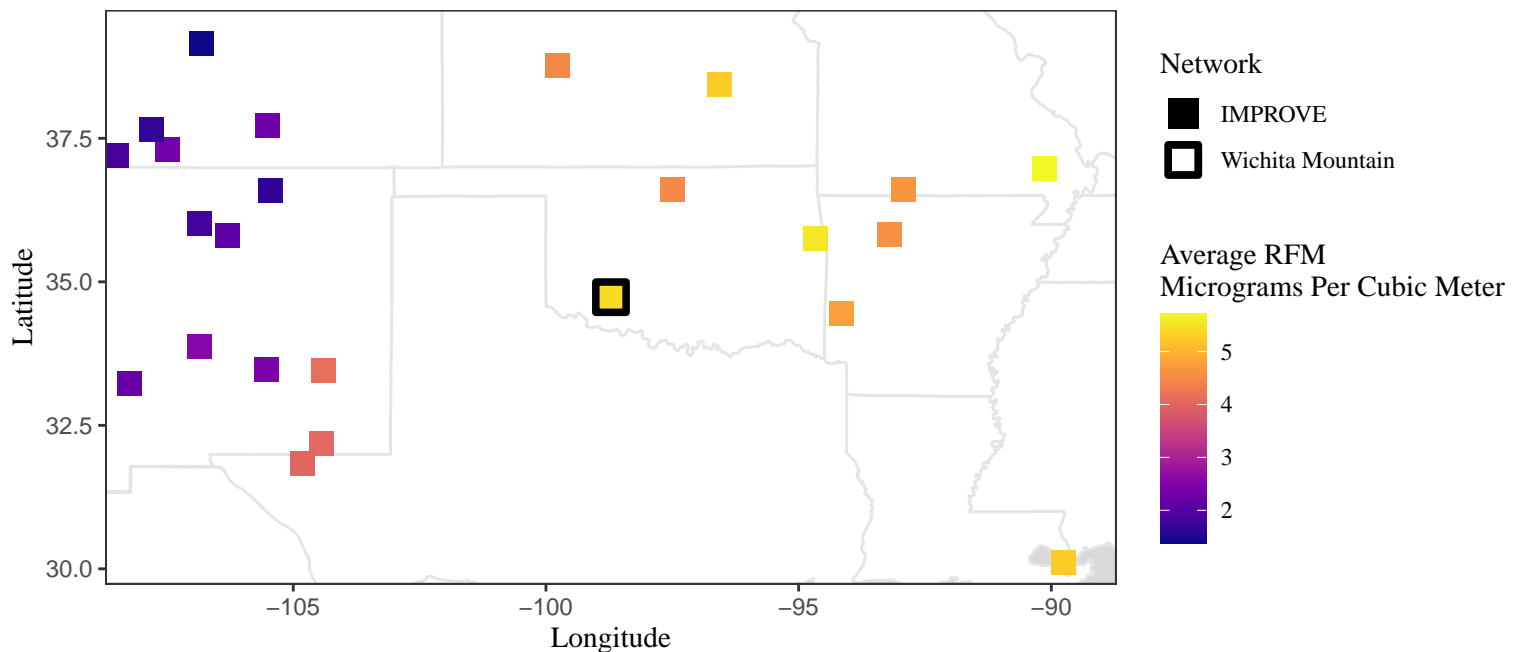 Network
IMPROVE
Wichita Mountain
Average RFM
Micrograms Per Cubic Meter
5
4
3
2
Latitude
37.5
35.0
32.5
30.0
−105
−100
−95
−90
Longitude